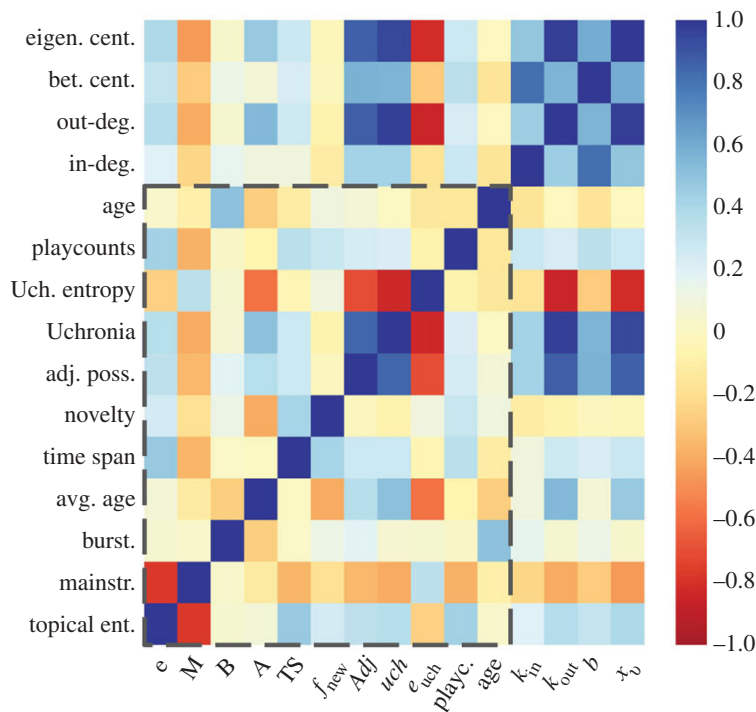 eigen. cent.
bet. cent.
out-deg.
in-deg.
age
playcounts
Uch. entropy
Uchronia
adj. poss.
novelty
time span
avg. age
burst.
mainstr.
topical ent.
e M B A TS f_new Adj uch e_uch playc. age k_in k_out b x_υ
1.0
0.8
0.6
0.4
0.2
0
−0.2
−0.4
−0.6
−0.8
−1.0